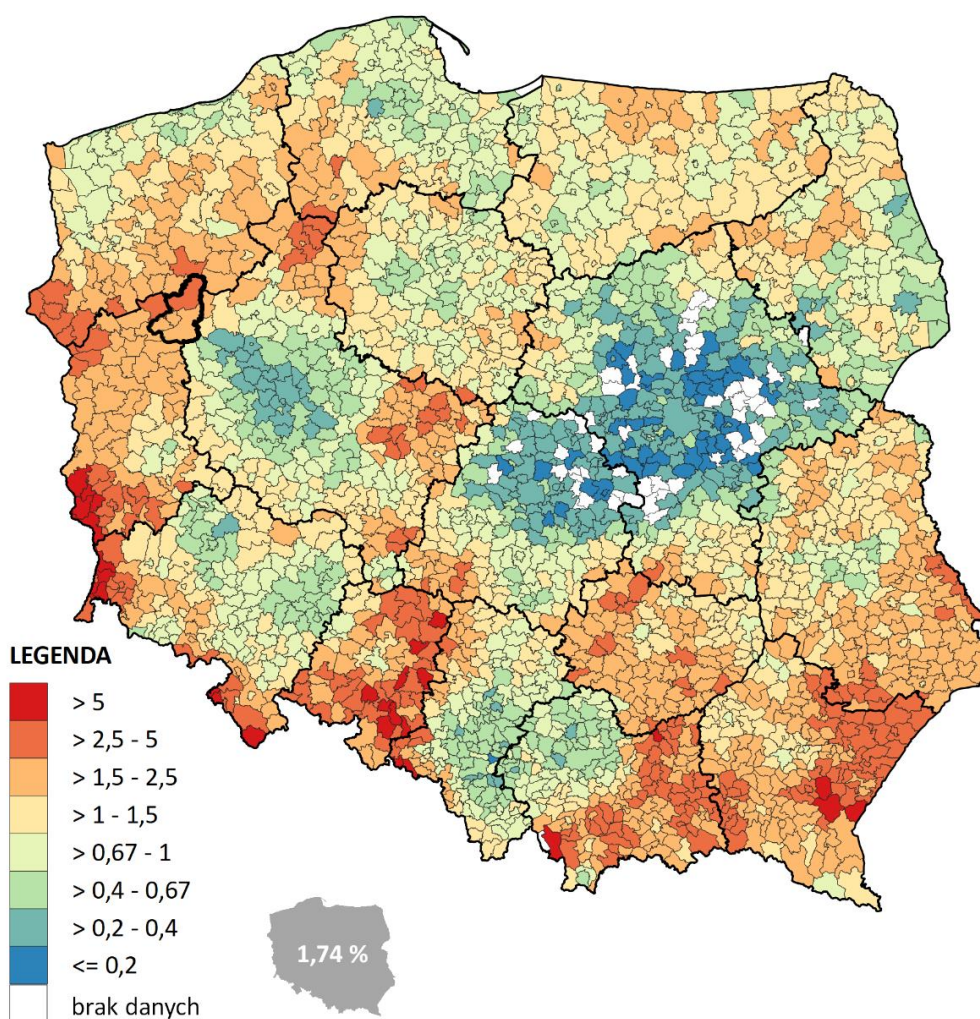 LEGENDA
> 5
> 2,5 - 5
> 1,5 - 2,5
> 1 - 1,5
> 0,67 - 1
> 0,4 - 0,67
> 0,2 - 0,4
<= 0,2
brak danych
1,74 %